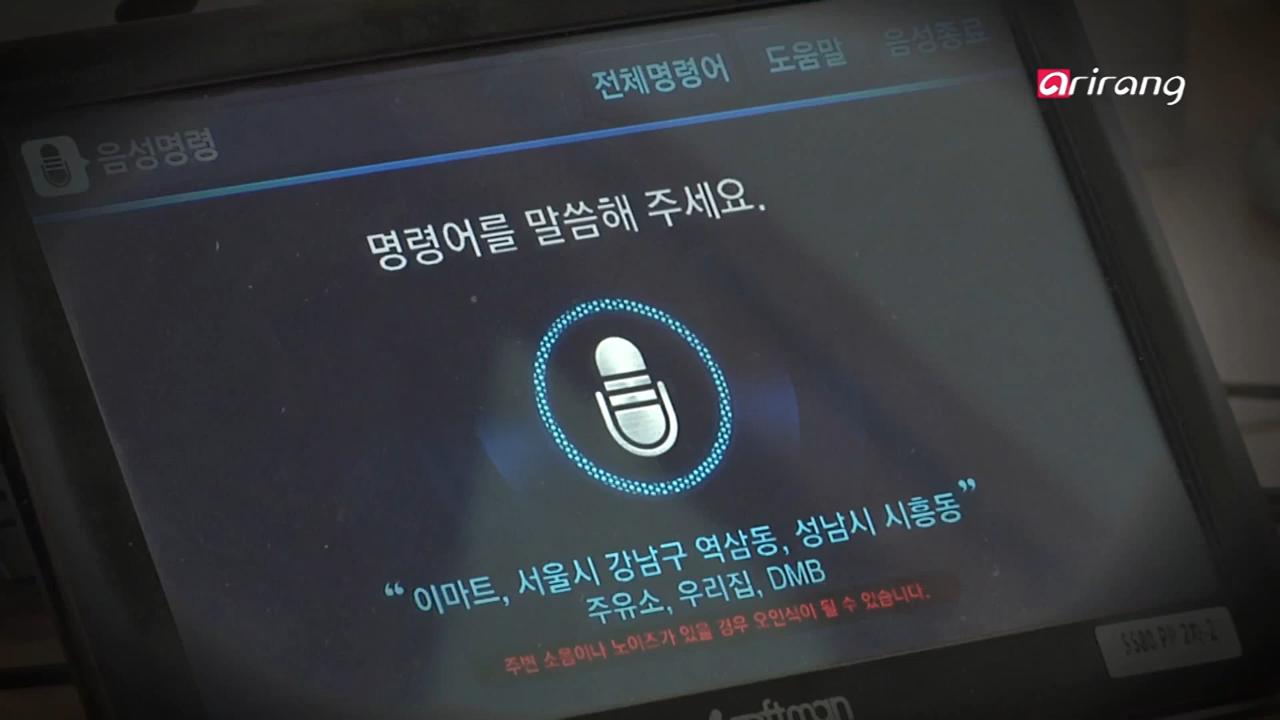 전체명령어 도움말 음성종료
arirang
음성명령
명령어를 말씀해 주세요.
“ 이마트, 서울시 강남구 역삼동, 성남시 시흥동 ”
주유소, 우리집, DMB
주변 소음이나 노이즈가 있을 경우 오인식이 될 수 있습니다.